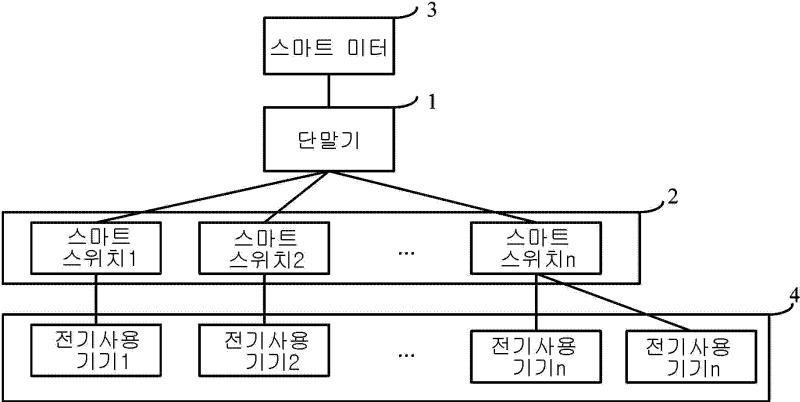 3
스마트 미터
1
단말기
2
스마트
스위치1
스마트
스위치2
...
스마트
스위치n
4
전기사용
기기1
전기사용
기기2
...
전기사용
기기n
전기사용
기기n